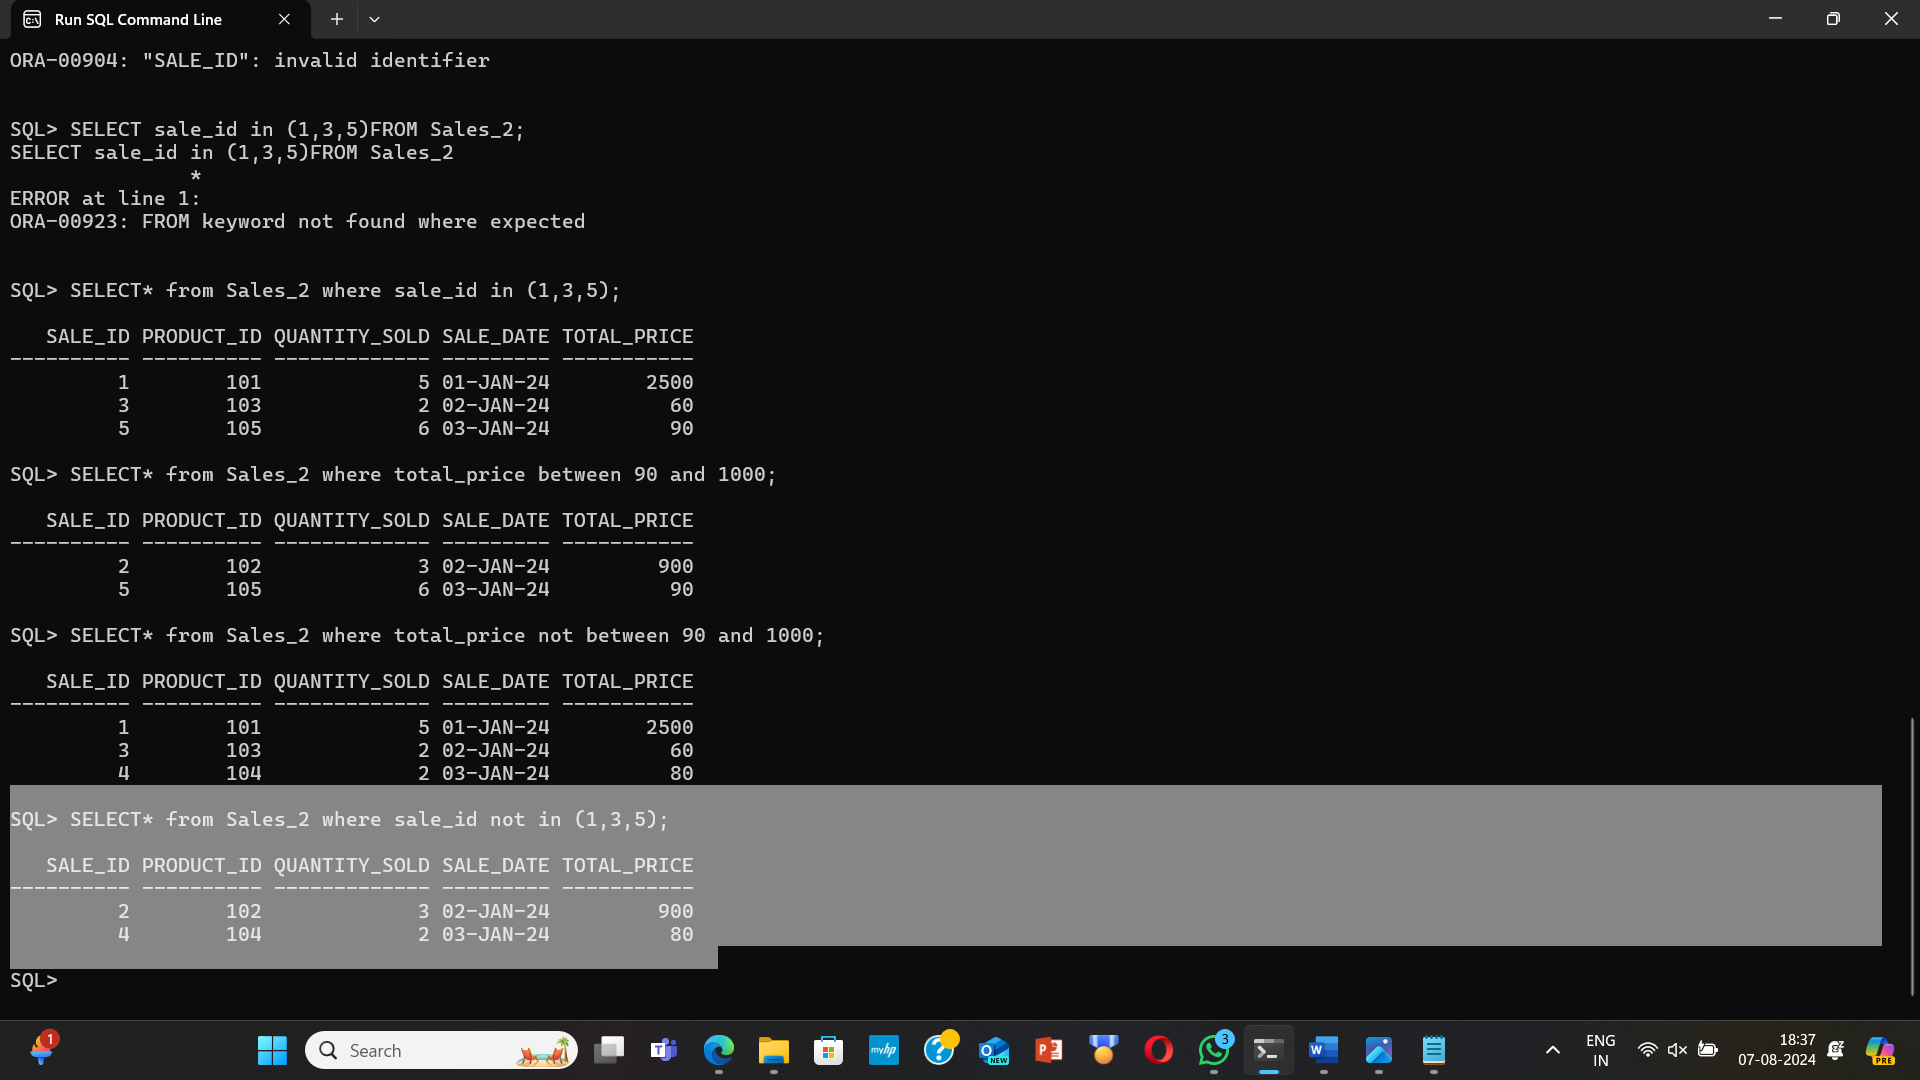 Run SQL Command Line
ORA-00904: "SALE_ID": invalid identifier
SQL> SELECT sale_id in (1,3,5)FROM Sales_2;
SELECT sale_id in (1,3,5)FROM Sales_2
*
ERROR at line 1:
ORA-00923: FROM keyword not found where expected
SQL> SELECT* from Sales_2 where sale_id in (1,3,5);
SALE_ID PRODUCT_ID QUANTITY_SOLD SALE_DATE TOTAL_PRICE
---------- ---------- ------------- --------- -----------
1 101 5 01-JAN-24 2500
3 103 2 02-JAN-24 60
5 105 6 03-JAN-24 90
SQL> SELECT* from Sales_2 where total_price between 90 and 1000;
SALE_ID PRODUCT_ID QUANTITY_SOLD SALE_DATE TOTAL_PRICE
---------- ---------- ------------- --------- -----------
2 102 3 02-JAN-24 900
5 105 6 03-JAN-24 90
SQL> SELECT* from Sales_2 where total_price not between 90 and 1000;
SALE_ID PRODUCT_ID QUANTITY_SOLD SALE_DATE TOTAL_PRICE
---------- ---------- ------------- --------- -----------
1 101 5 01-JAN-24 2500
3 103 2 02-JAN-24 60
4 104 2 03-JAN-24 80
SQL> SELECT* from Sales_2 where sale_id not in (1,3,5);
SALE_ID PRODUCT_ID QUANTITY_SOLD SALE_DATE TOTAL_PRICE
---------- ---------- ------------- --------- -----------
2 102 3 02-JAN-24 900
4 104 2 03-JAN-24 80
SQL>
1
Search
myhp
NEW
3
ENG
IN
18:37
07-08-2024
PRE